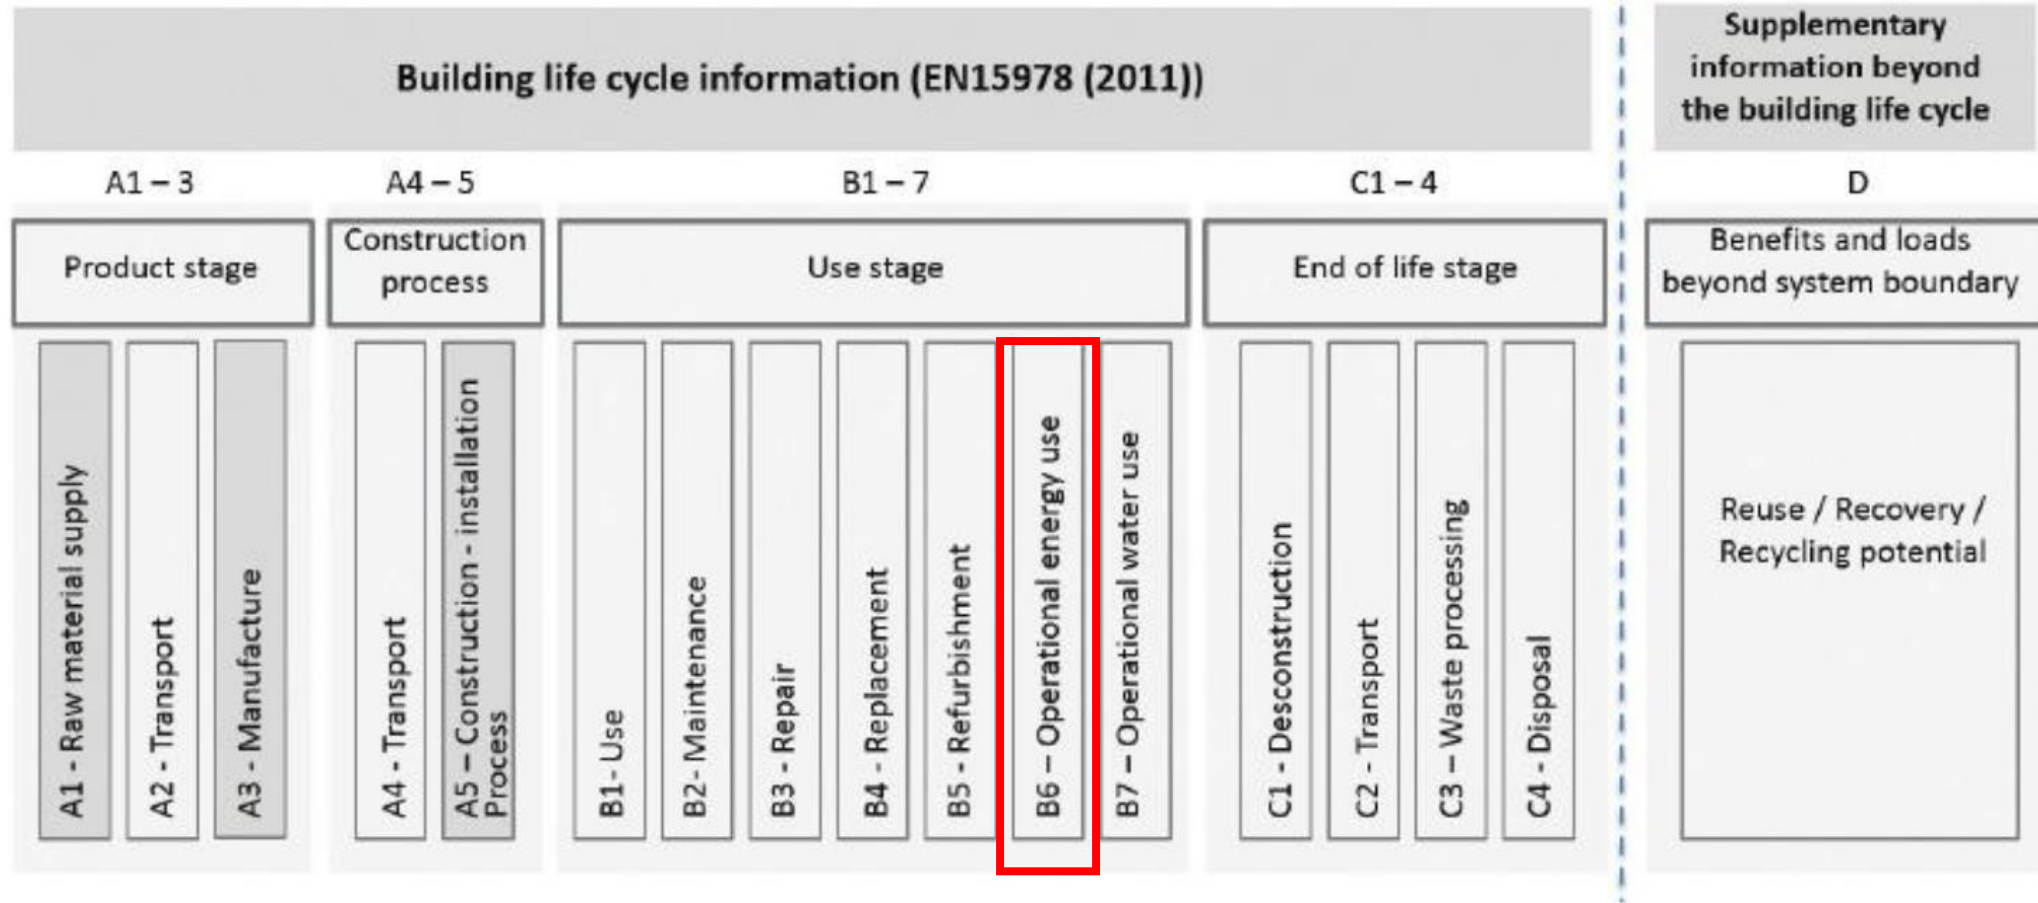 Building life cycle information (EN15978 (2011))
Supplementary
information beyond
the building life cycle
A1 – 3
A4 – 5
B1 – 7
C1 – 4
D
Product stage
Construction
process
Use stage
End of life stage
Benefits and loads
beyond system boundary
A1 - Raw material supply
A2 - Transport
A3 - Manufacture
A4 - Transport
A5 – Construction - installation
Process
B1- Use
B2- Maintenance
B3 - Repair
B4 - Replacement
B5 - Refurbishment
B6 – Operational energy use
B7 – Operational water use
C1 - Desconstruction
C2 - Transport
C3 – Waste processing
C4 - Disposal
Reuse / Recovery /
Recycling potential